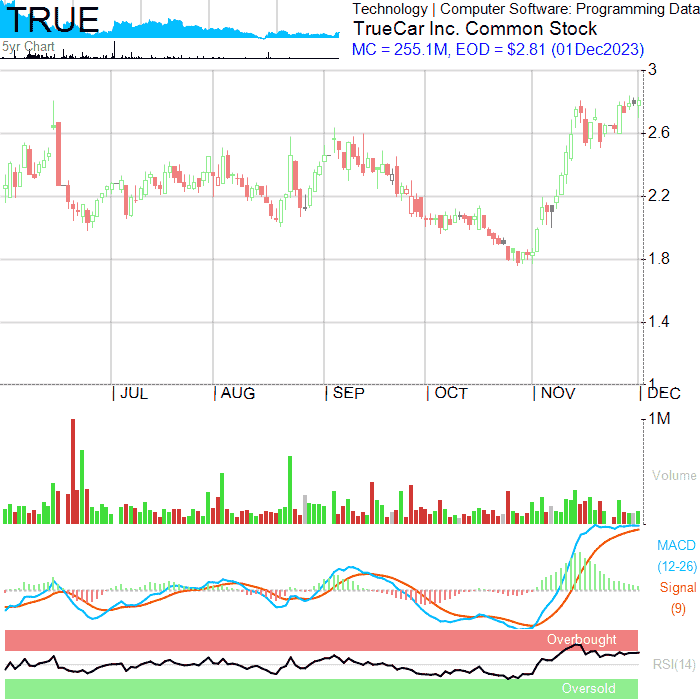 TRUE
Technology | Computer Software: Programming Data
TrueCar Inc. Common Stock
5yr Chart
MC = 255.1M, EOD = $2.81 (01Dec2023)
3
2.6
2.2
1.8
1.4
1
JUL AUG SEP OCT NOV DEC
1M
Volume
MACD
(12-26)
Signal
(9)
Overbought
RSI(14)
Oversold